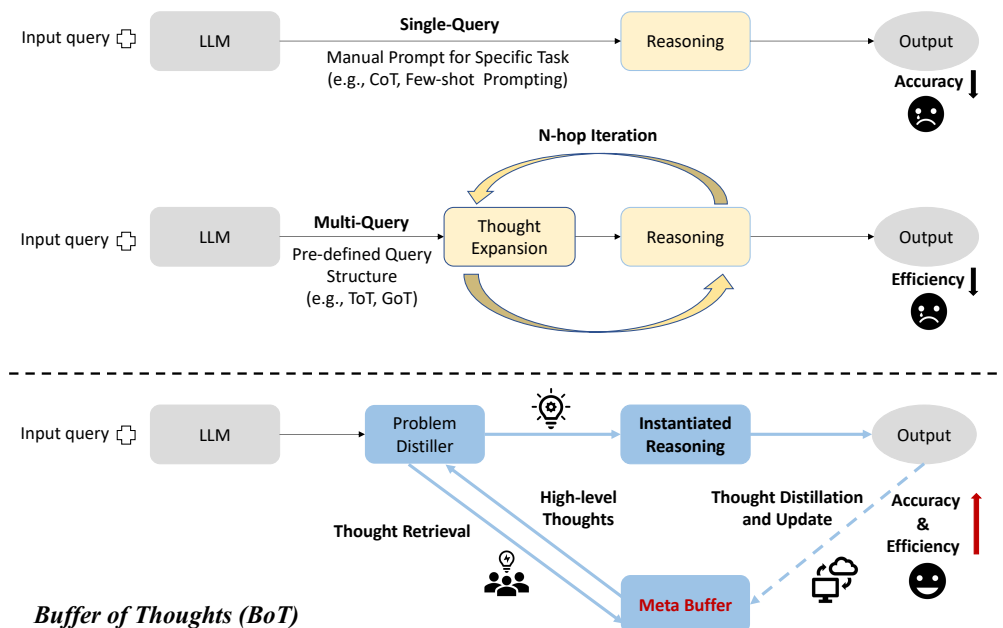 Input query
LLM
Single-Query
Manual Prompt for Specific Task
(e.g., CoT, Few-shot Prompting)
Reasoning
Output
Accuracy
N-hop Iteration
Input query
LLM
Multi-Query
Pre-defined Query
Structure
(e.g., ToT, GoT)
Thought
Expansion
Reasoning
Output
Efficiency
Input query
LLM
Problem
Distiller
Instantiated
Reasoning
Output
Thought Retrieval
High-level
Thoughts
Thought Distillation
and Update
Accuracy
&
Efficiency
Meta Buffer
Buffer of Thoughts (BoT)